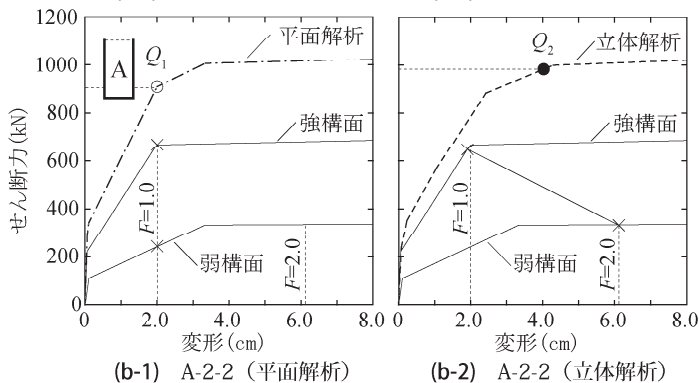 1200
1000
800
600
400
200
0
せん断力(kN)
A
Q1
平面解析
強構面
F=1.0
弱構面
F=2.0
0 2.0 4.0 6.0 8.0
変形(cm)
(b-1) A-2-2（平面解析）
Q2
立体解析
強構面
F=1.0
弱構面
F=2.0
0 2.0 4.0 6.0 8.0
変形(cm)
(b-2) A-2-2（立体解析）